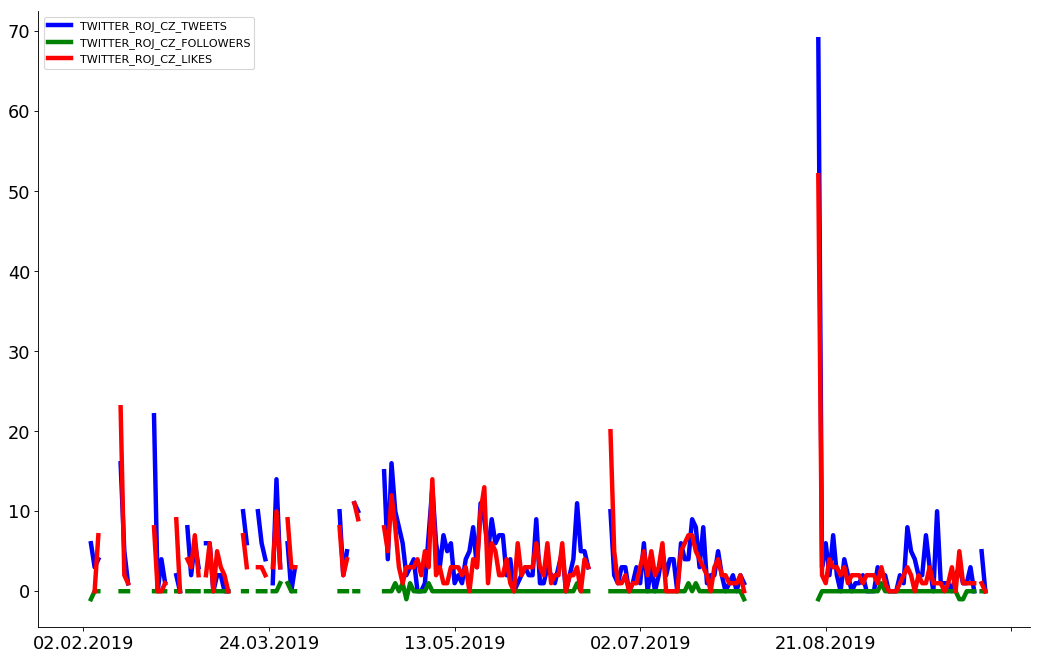 70
TWITTER_ROJ_CZ_TWEETS
TWITTER_ROJ_CZ_FOLLOWERS
TWITTER_ROJ_CZ_LIKES
60
50
40
30
20
10
0
02.02.2019 24.03.2019 13.05.2019 02.07.2019 21.08.2019